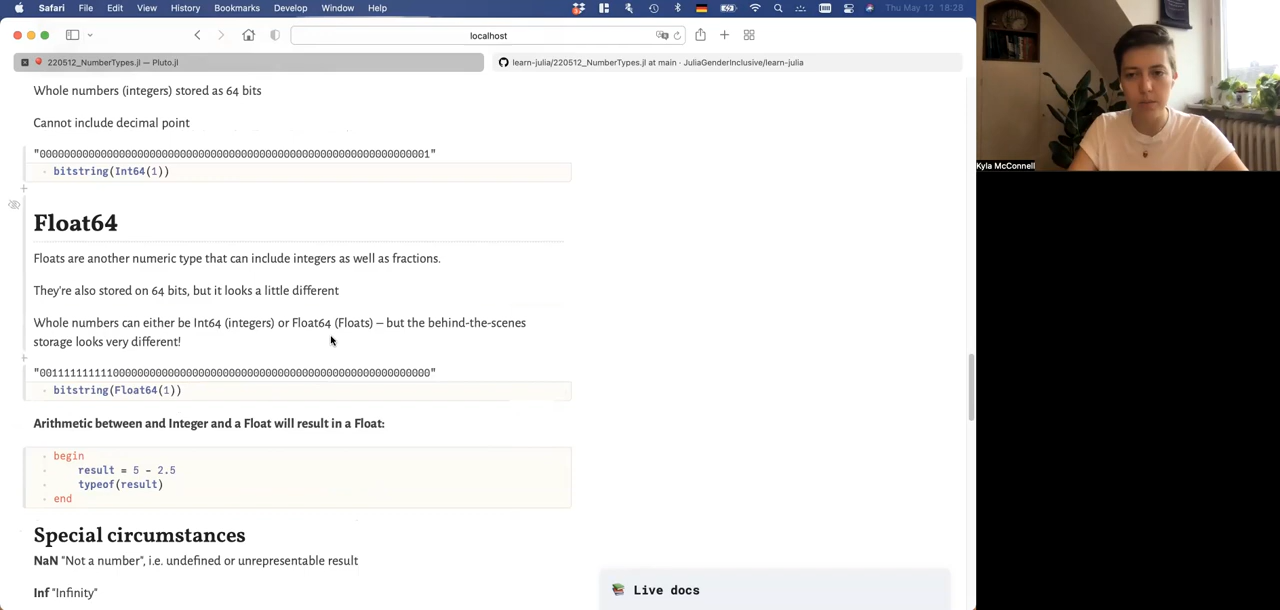 Safari File Edit View History Bookmarks Develop Window Help Thu May 12 18:28
localhost
220512_NumberTypes.jl — Pluto.jl
learn-julia/220512_NumberTypes.jl at main · JuliaGenderInclusive/learn-julia
Kyla McConnell
Whole numbers (integers) stored as 64 bits
Cannot include decimal point
"0000000000000000000000000000000000000000000000000000000000000001"
bitstring(Int64(1))
Float64
Floats are another numeric type that can include integers as well as fractions.
They're also stored on 64 bits, but it looks a little different
Whole numbers can either be Int64 (integers) or Float64 (Floats) – but the behind-the-scenes
storage looks very different!
"0011111111110000000000000000000000000000000000000000000000000000"
bitstring(Float64(1))
Arithmetic between and Integer and a Float will result in a Float:
begin
result = 5 - 2.5
typeof(result)
end
Special circumstances
NaN "Not a number", i.e. undefined or unrepresentable result
Inf "Infinity"
Live docs